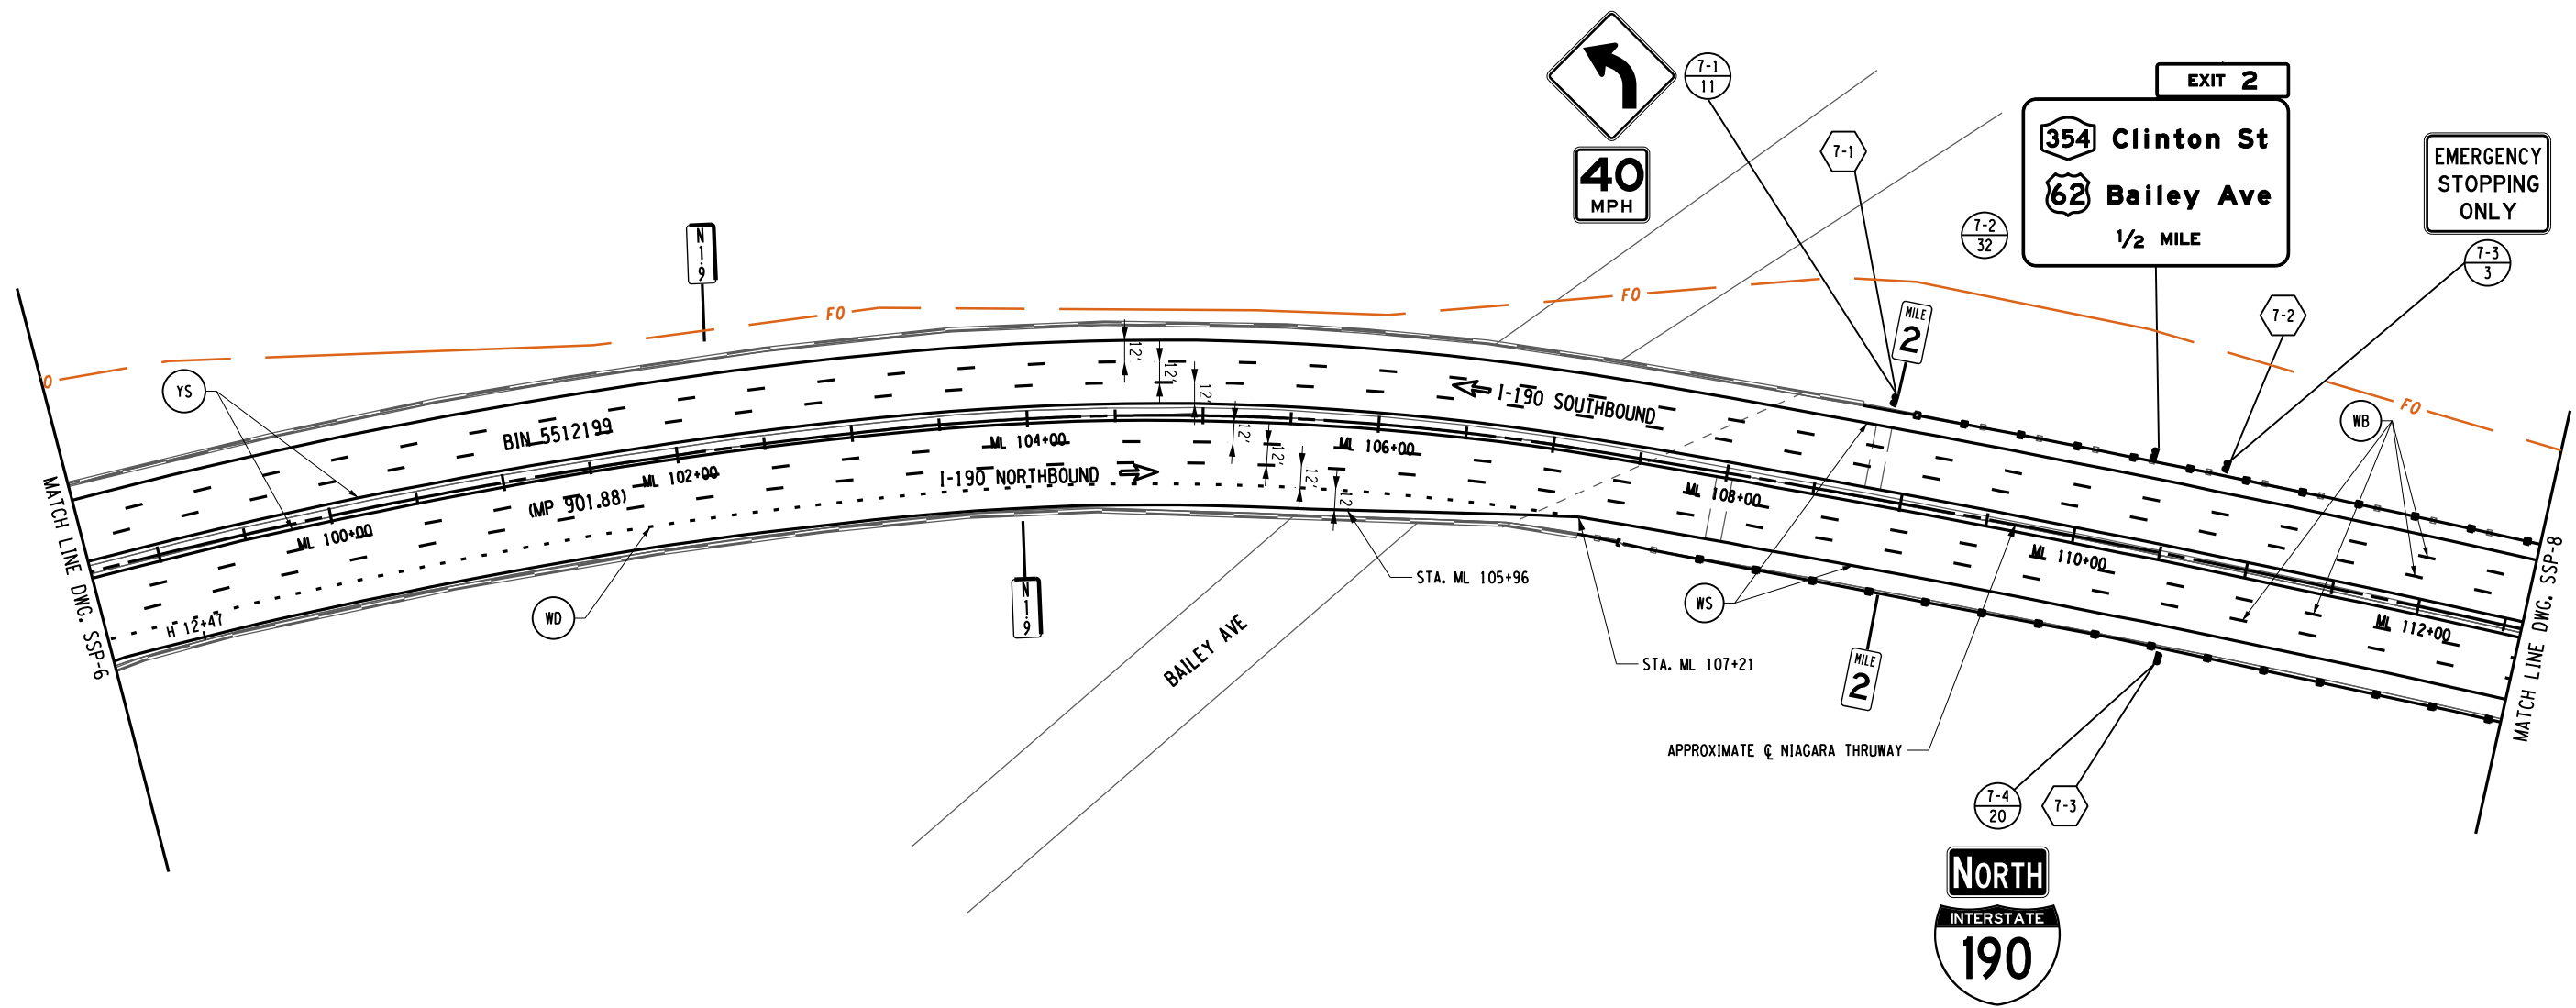 7-1
11
40
MPH
7-1
EXIT 2
354 Clinton St
62 Bailey Ave
1/2 MILE
7-2
32
EMERGENCY
STOPPING
ONLY
7-3
3
7-2
N
1.9
FO
FO
FO
O
MILE
2
YS
WB
12'
12'
12'
12'
12'
12'
12'
I-190 SOUTHBOUND
BIN 5512199
ML 104+00
ML 106+00
I-190 NORTHBOUND
ML 102+00
(MP 901.88)
ML 100+00
ML 108+00
ML 110+00
ML 112+00
MATCH LINE DWG. SSP-6
MATCH LINE DWG. SSP-8
H 12+47
WD
N
1.9
STA. ML 105+96
WS
BAILEY AVE
STA. ML 107+21
MILE
2
APPROXIMATE ℄ NIAGARA THRUWAY
7-4
20
7-3
NORTH
INTERSTATE
190